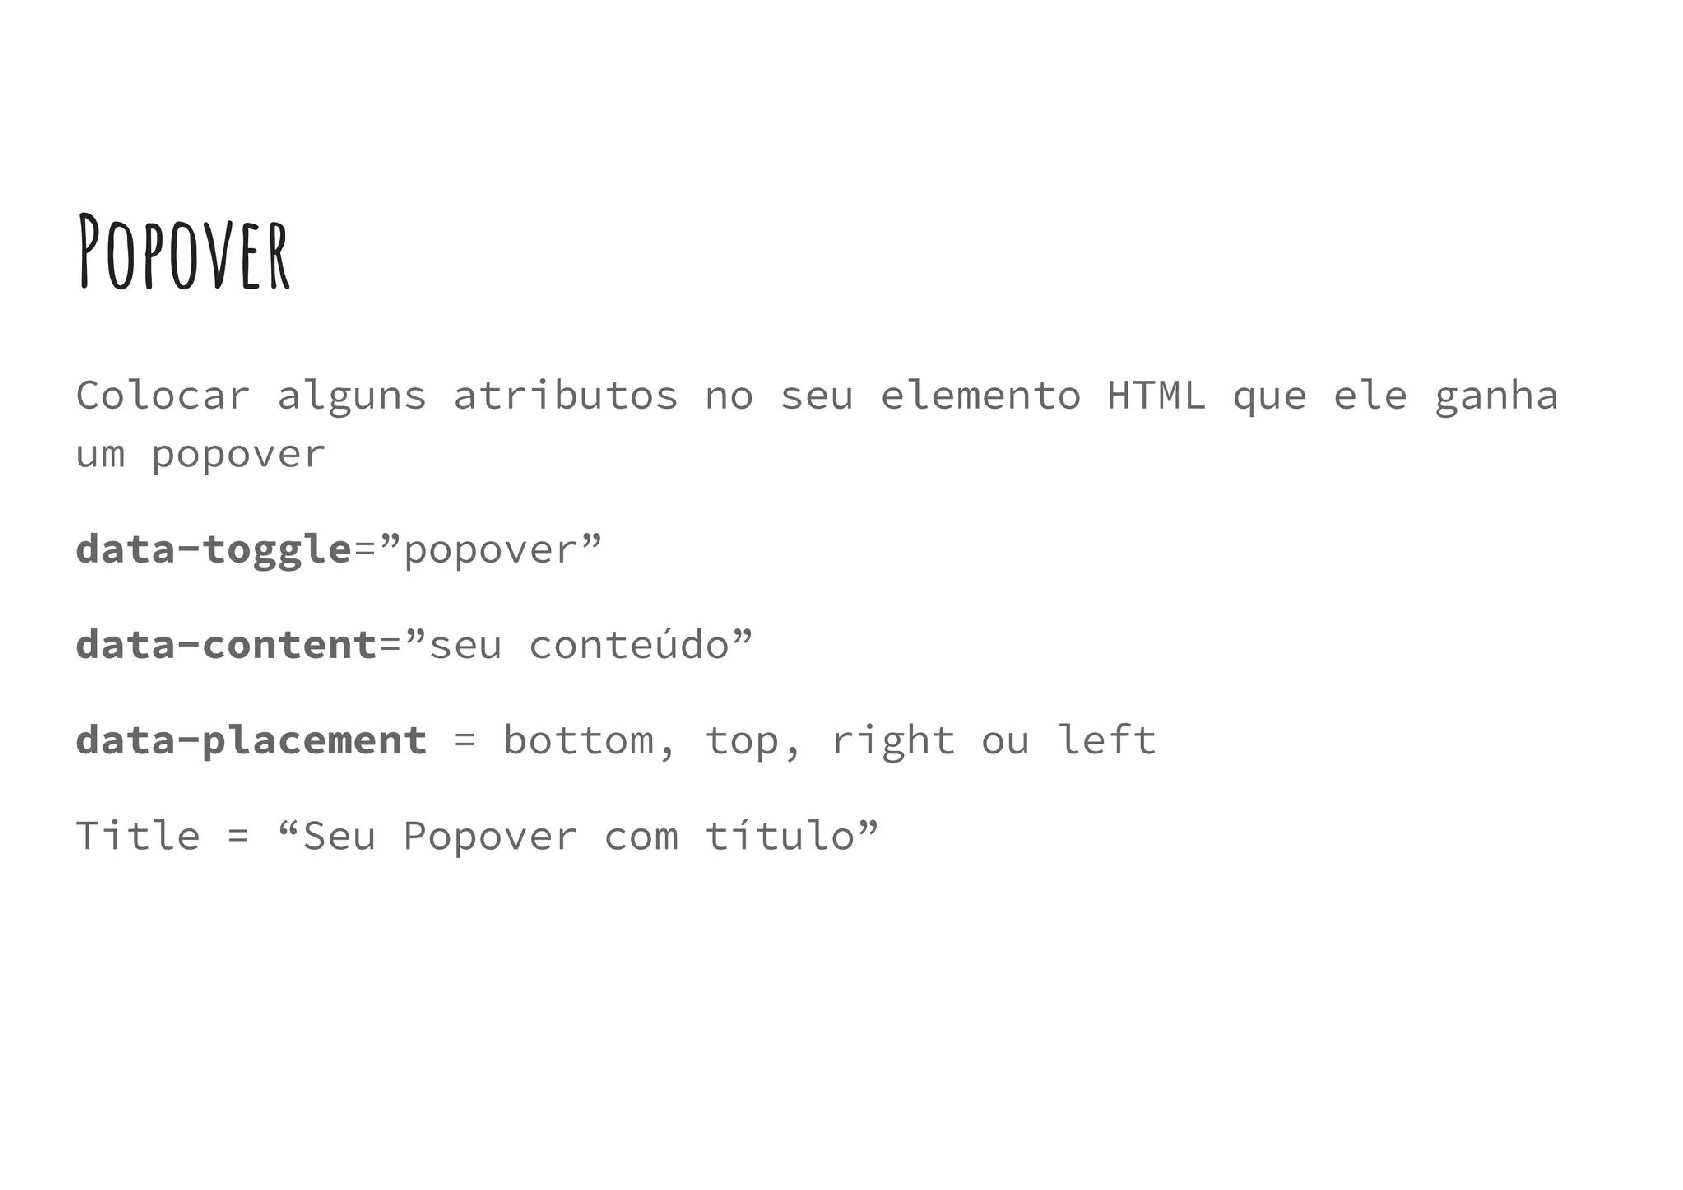 Popover
Colocar alguns atributos no seu elemento HTML que ele ganha
um popover
data-toggle=”popover”
data-content=”seu conteúdo”
data-placement = bottom, top, right ou left
Title = “Seu Popover com título”